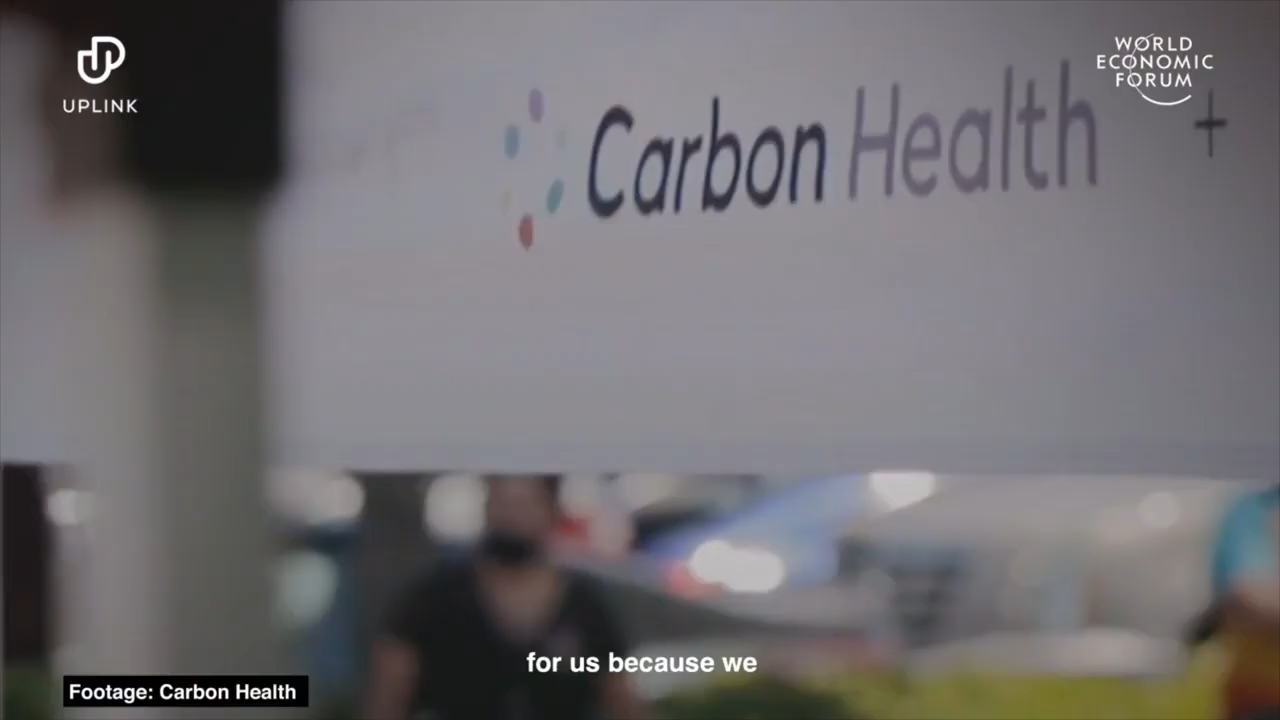 UPLINK
WORLD
ECONOMIC
FORUM
Carbon Health +
for us because we
Footage: Carbon Health